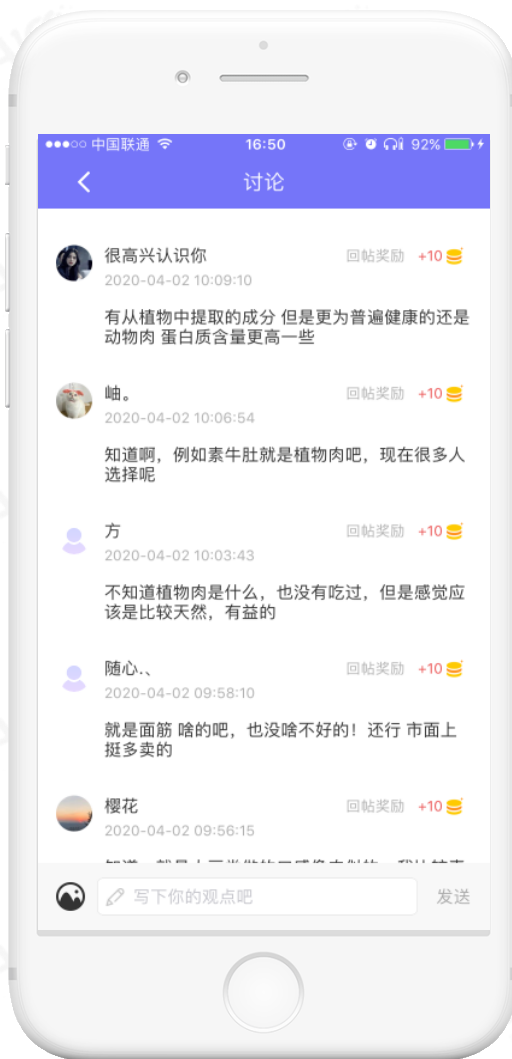 中国联通
16:50
92%
讨论
很高兴认识你
回帖奖励 +10
2020-04-02 10:09:10
有从植物中提取的成分 但是更为普遍健康的还是
动物肉 蛋白质含量更高一些
岫。
回帖奖励 +10
2020-04-02 10:06:54
知道啊，例如素牛肚就是植物肉吧，现在很多人
选择呢
方
回帖奖励 +10
2020-04-02 10:03:43
不知道植物肉是什么，也没有吃过，但是感觉应
该是比较天然，有益的
随心.、
回帖奖励 +10
2020-04-02 09:58:10
就是面筋 啥的吧，也没啥不好的！还行 市面上
挺多卖的
樱花
回帖奖励 +10
2020-04-02 09:56:15
写下你的观点吧
发送